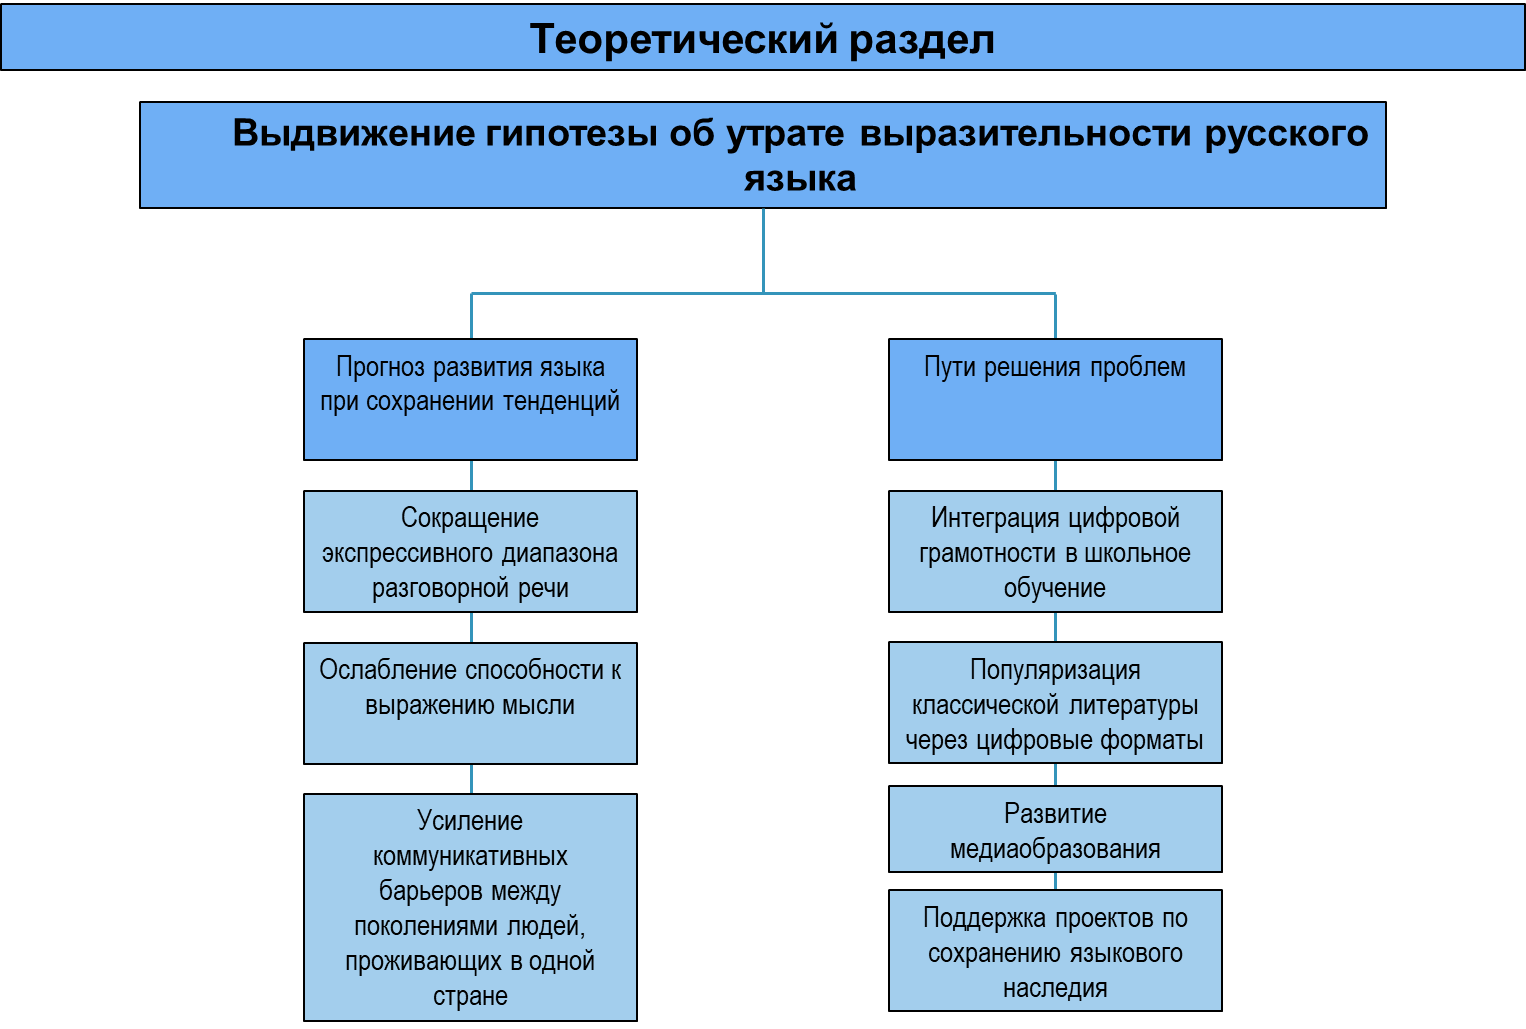 Теоретический раздел
Выдвижение гипотезы об утрате выразительности русского
языка
Прогноз развития языка
при сохранении тенденций
Сокращение
экспрессивного диапазона
разговорной речи
Ослабление способности к
выражению мысли
Усиление
коммуникативных
барьеров между
поколениями людей,
проживающих в одной
стране
Пути решения проблем
Интеграция цифровой
грамотности в школьное
обучение
Популяризация
классической литературы
через цифровые форматы
Развитие
медиаобразования
Поддержка проектов по
сохранению языкового
наследия